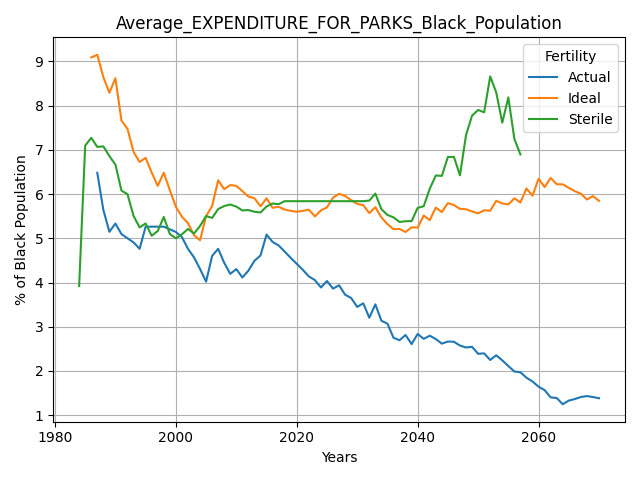 Average_EXPENDITURE_FOR_PARKS_Black_Population
Fertility
Actual
Ideal
Sterile
% of Black Population
9
8
7
6
5
4
3
2
1
1980
2000
2020
2040
2060
Years